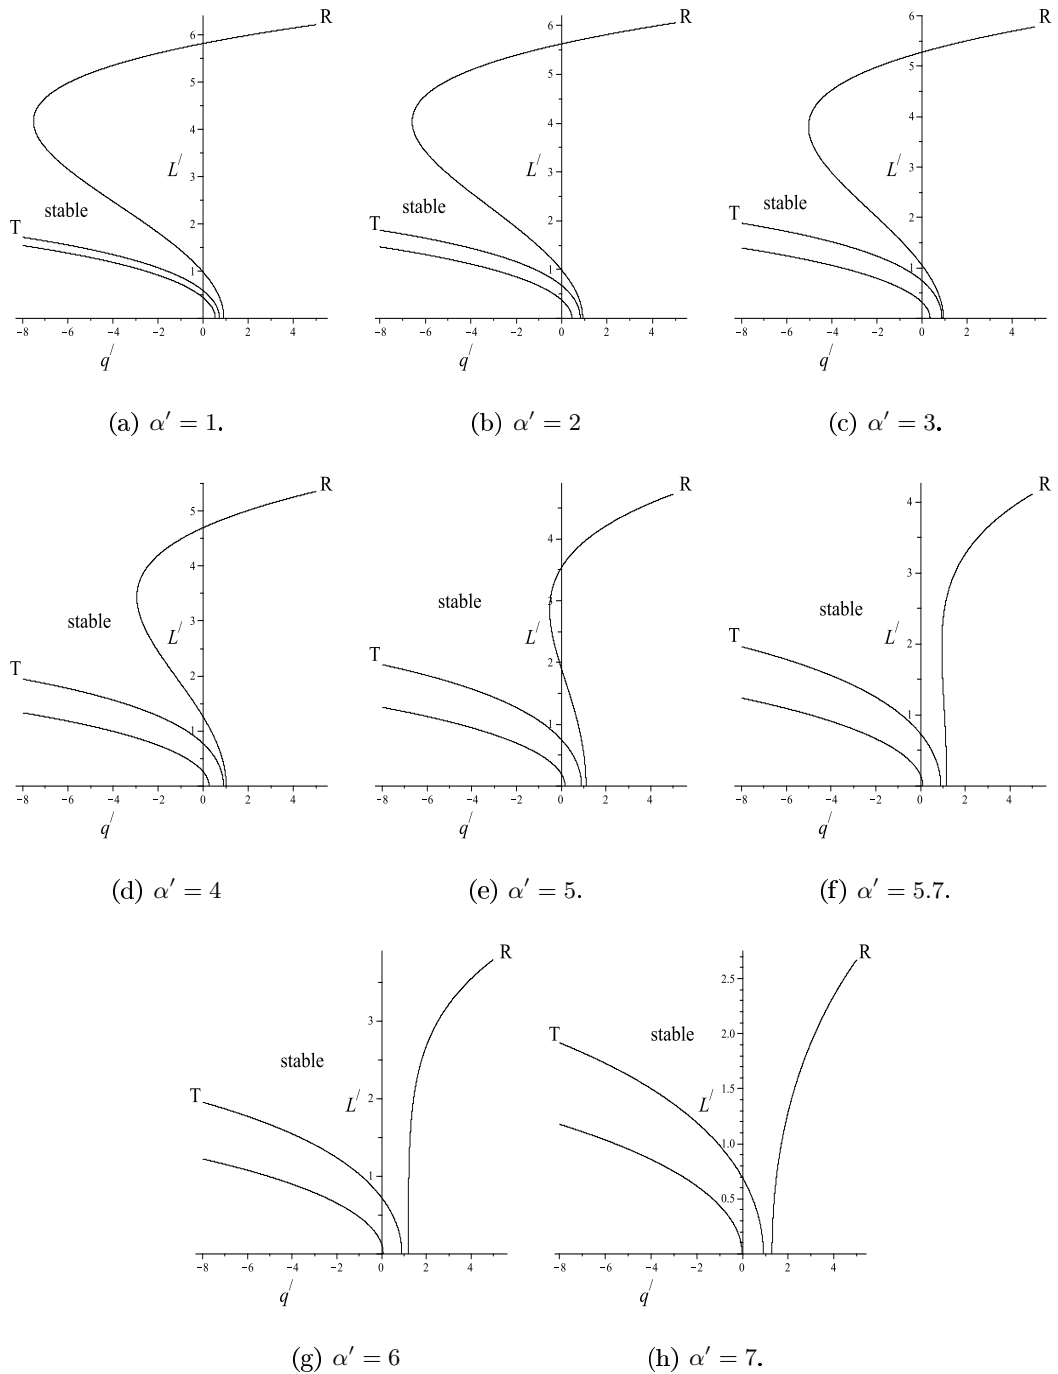 R
6
5
4
L′ 3
stable
2
T
1
−8 −6 −4 −2 0 2 4
q′
(a) α′ = 1.
R
6
5
4
L′ 3
stable
2
T
1
−8 −6 −4 −2 0 2 4
q′
(b) α′ = 2
6
R
5
4
L′ 3
stable
T 2
1
−8 −6 −4 −2 0 2 4
q′
(c) α′ = 3.
R
5
4
3
stable
L′
T 2
1
−8 −6 −4 −2 0 2 4
q′
(d) α′ = 4
R
4
3
stable
L′
T 2
1
−8 −6 −4 −2 0 2 4
q′
(e) α′ = 5.
R
4
3
stable
L′
T 2
1
−8 −6 −4 −2 0 2 4
q′
(f) α′ = 5.7.
R
3
stable
L′ 2
T
1
−8 −6 −4 −2 0 2 4
q′
(g) α′ = 6
R
2.5
T stable 2.0
1.5
L′
1.0
0.5
−8 −6 −4 −2 0 2 4
q′
(h) α′ = 7.